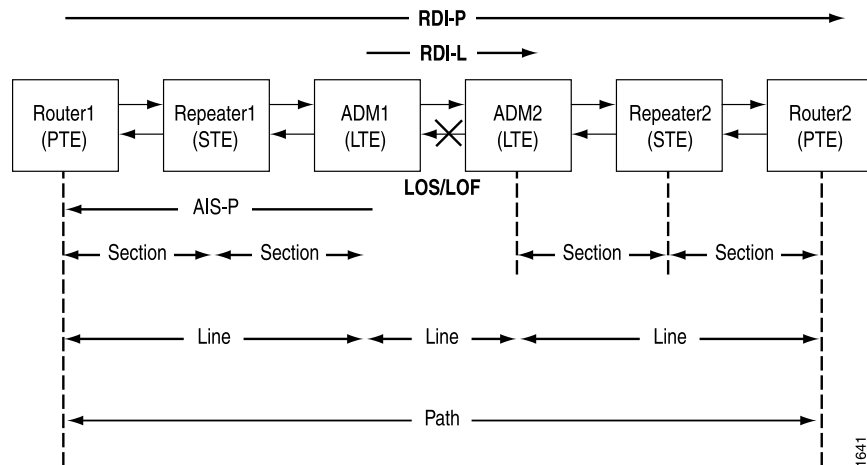 RDI-P
RDI-L
Router1
(PTE)
Repeater1
(STE)
ADM1
(LTE)
ADM2
(LTE)
Repeater2
(STE)
Router2
(PTE)
LOS/LOF
AIS-P
Section
Section
Section
Section
Line
Line
Line
Path
1641